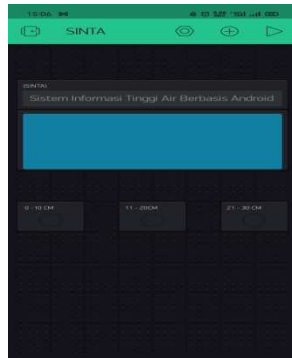 15:06
SINTA
(SINTA)
Sistem Informasi Tinggi Air Berbasis Android
0 - 10 CM
11 - 20CM
21 - 30 CM